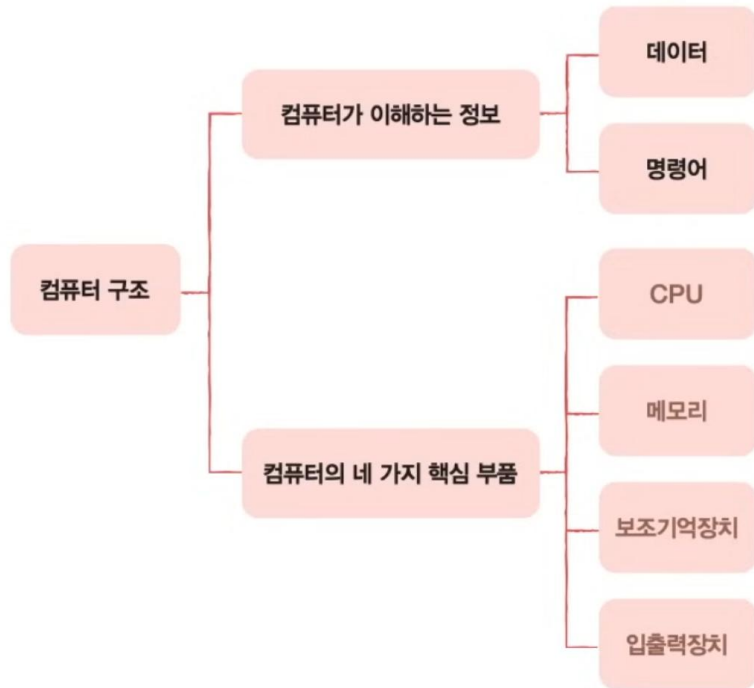 컴퓨터 구조
컴퓨터가 이해하는 정보
데이터
명령어
컴퓨터의 네 가지 핵심 부품
CPU
메모리
보조기억장치
입출력장치